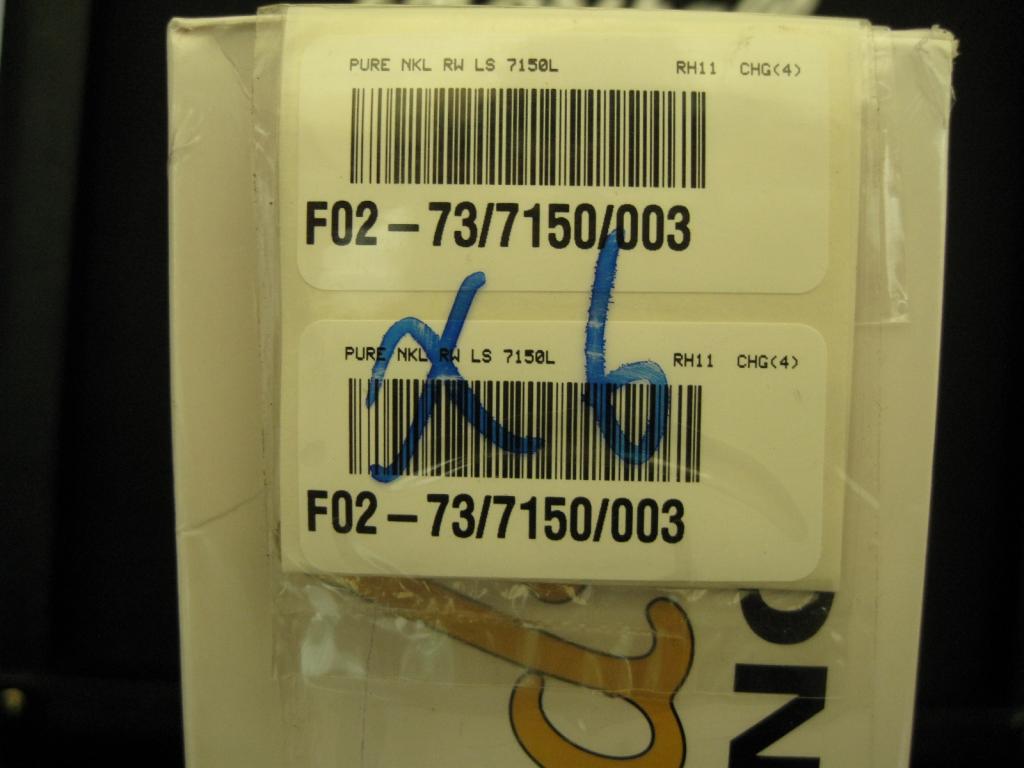 PURE NKL RW LS 7150L RH11 CHG(4)
F02-73/7150/003
x6
PURE NKL RW LS 7150L RH11 CHG(4)
F02-73/7150/003